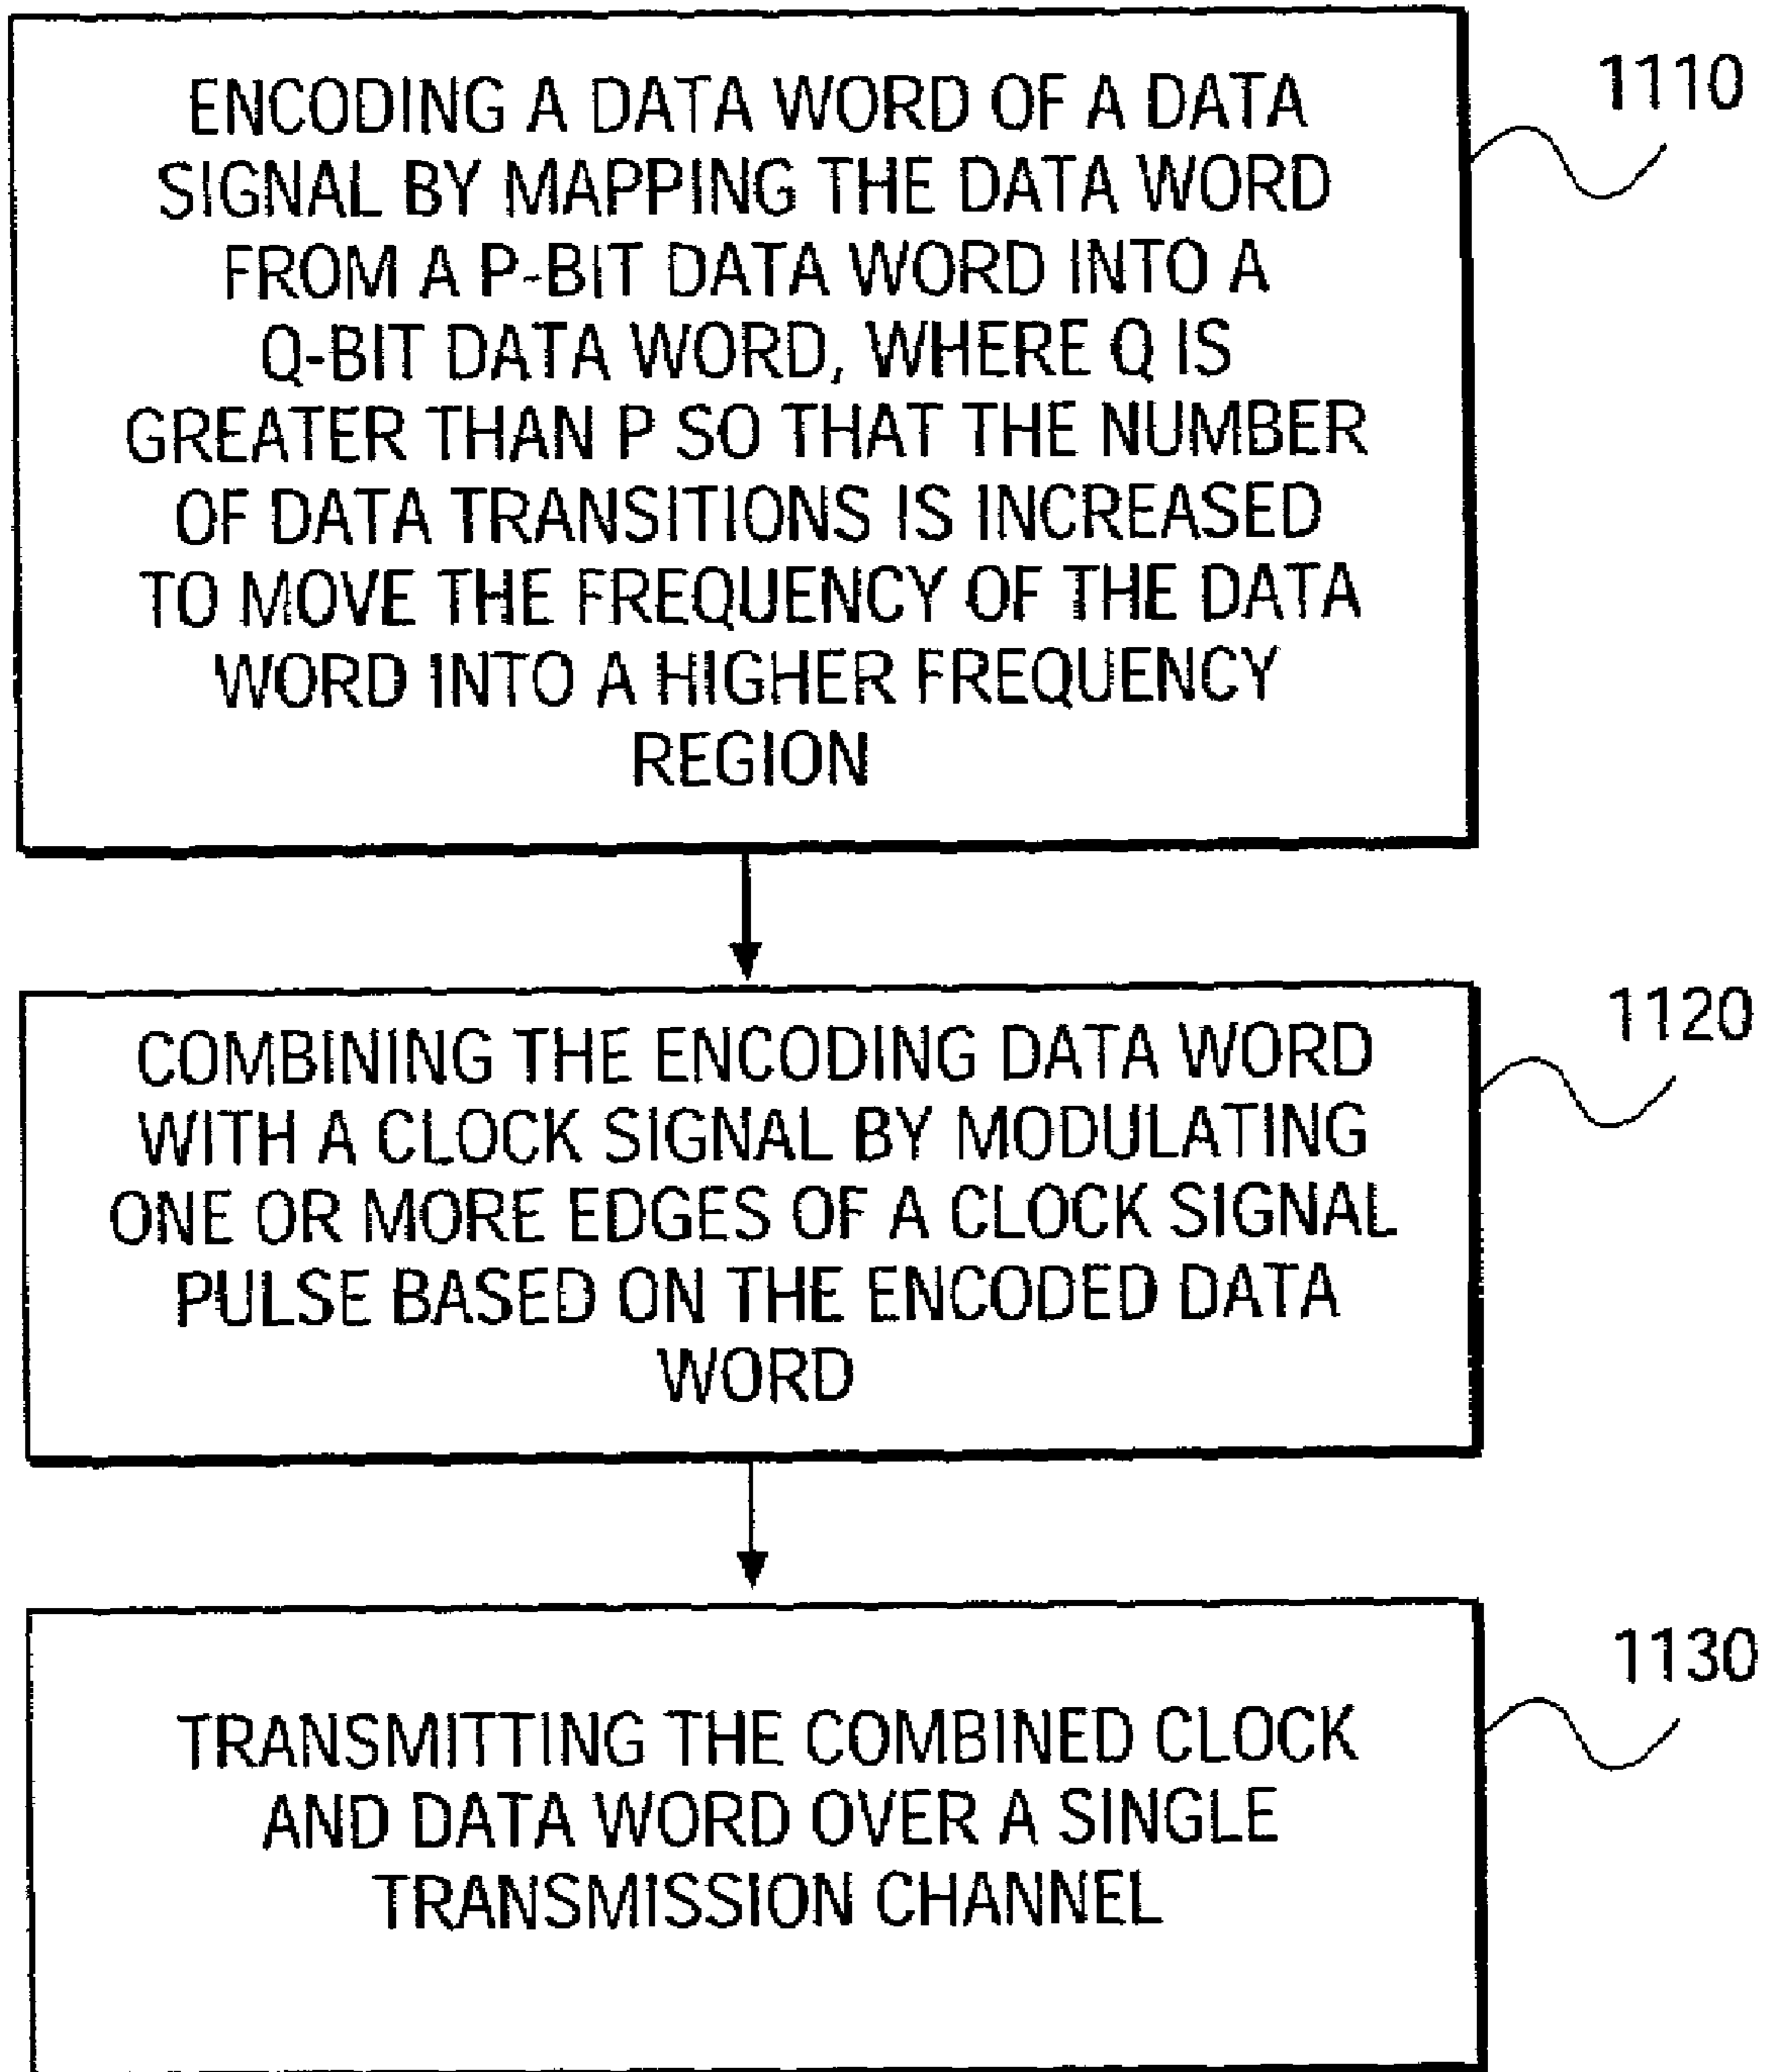 ENCODING A DATA WORD OF A DATA
SIGNAL BY MAPPING THE DATA WORD
FROM A P-BIT DATA WORD INTO A
Q-BIT DATA WORD, WHERE Q IS
GREATER THAN P SO THAT THE NUMBER
OF DATA TRANSITIONS IS INCREASED
TO MOVE THE FREQUENCY OF THE DATA
WORD INTO A HIGHER FREQUENCY
REGION
1110
COMBINING THE ENCODING DATA WORD
WITH A CLOCK SIGNAL BY MODULATING
ONE OR MORE EDGES OF A CLOCK SIGNAL
PULSE BASED ON THE ENCODED DATA
WORD
1120
TRANSMITTING THE COMBINED CLOCK
AND DATA WORD OVER A SINGLE
TRANSMISSION CHANNEL
1130